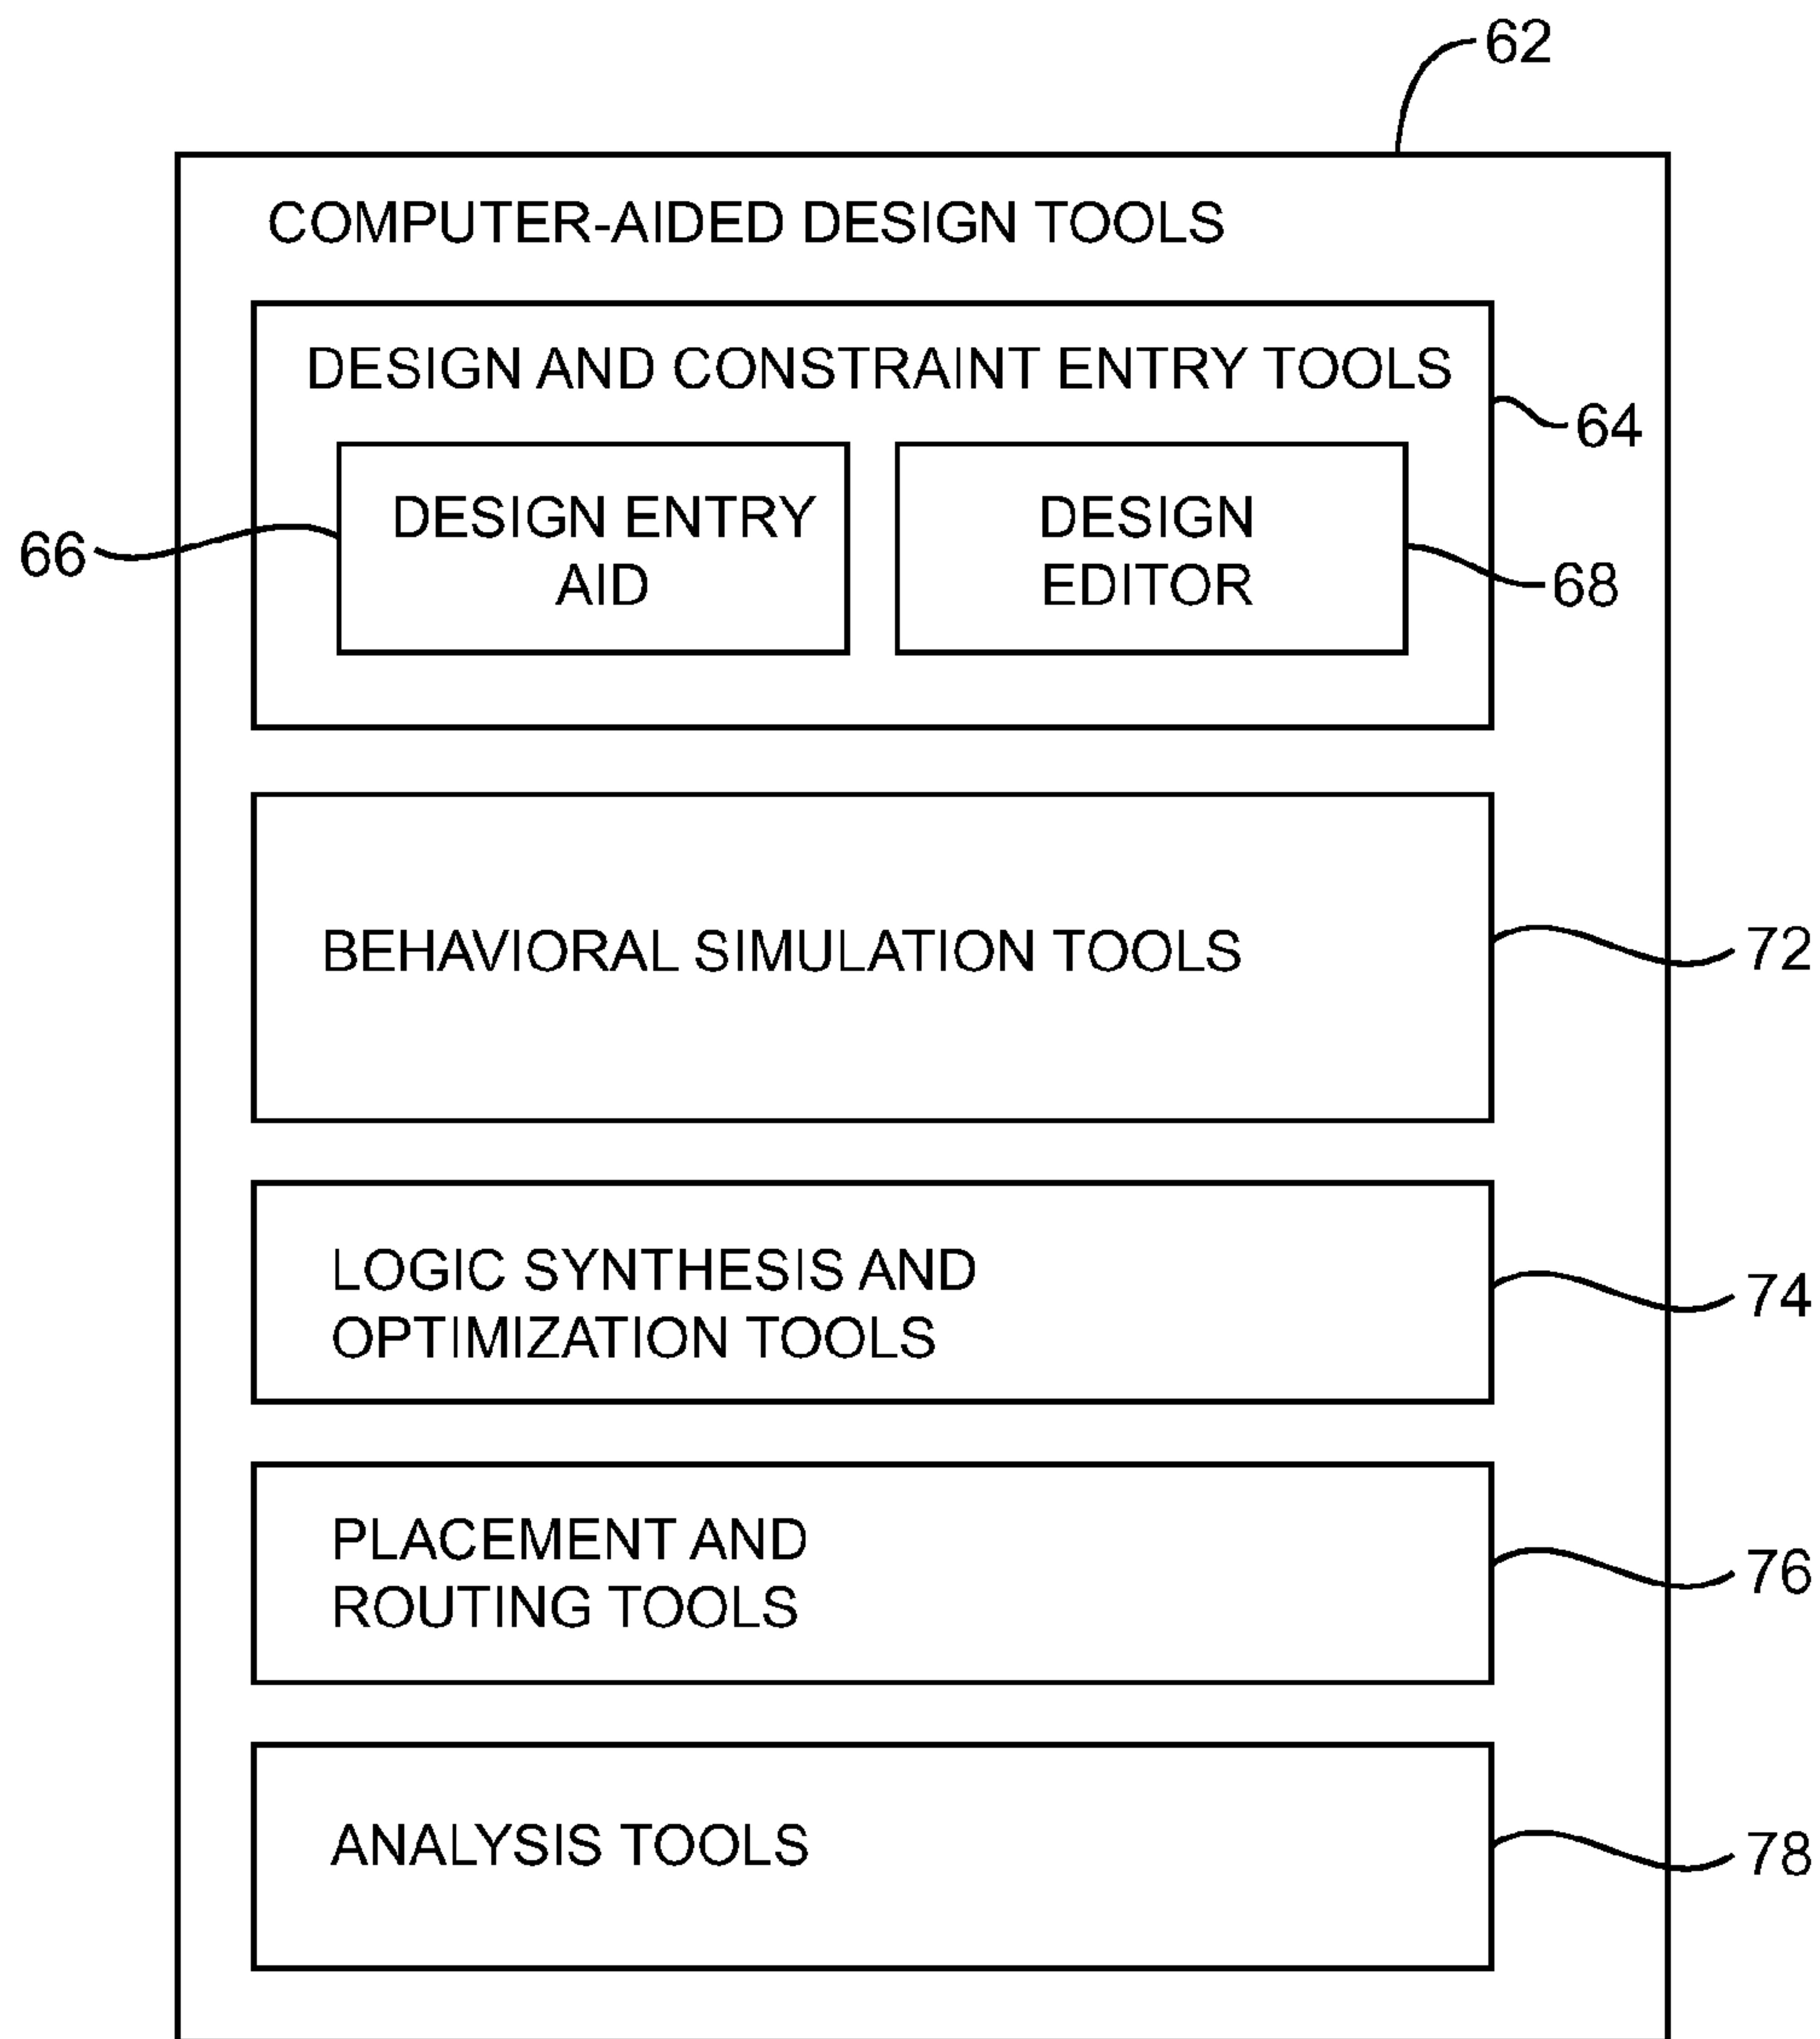 62
COMPUTER-AIDED DESIGN TOOLS
DESIGN AND CONSTRAINT ENTRY TOOLS
64
66
DESIGN ENTRY
AID
DESIGN
EDITOR
68
BEHAVIORAL SIMULATION TOOLS
72
LOGIC SYNTHESIS AND
OPTIMIZATION TOOLS
74
PLACEMENT AND
ROUTING TOOLS
76
ANALYSIS TOOLS
78